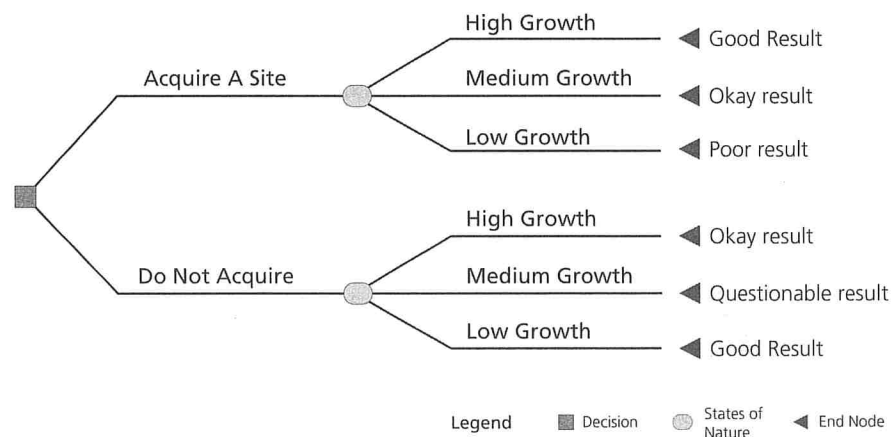 High Growth
Good Result
Acquire A Site
Medium Growth
Okay result
Low Growth
Poor result
High Growth
Okay result
Do Not Acquire
Medium Growth
Questionable result
Low Growth
Good Result
Legend
Decision
States of
Nature
End Node